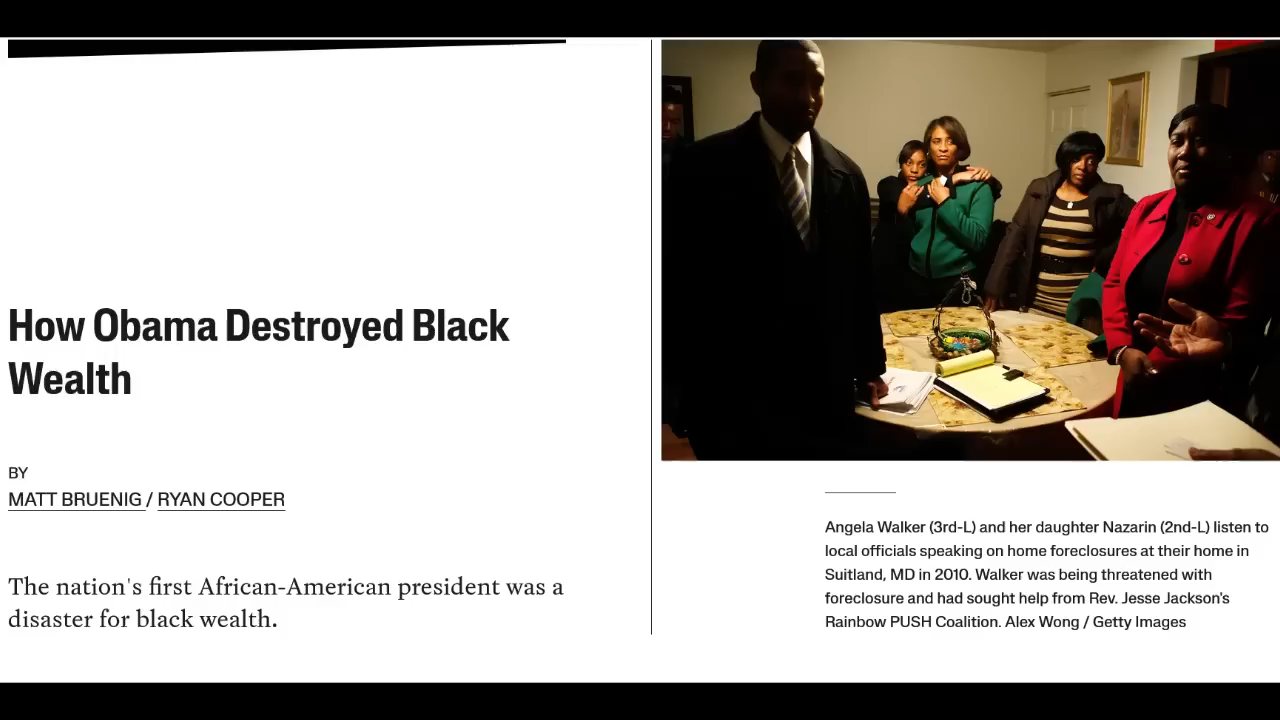 How Obama Destroyed Black
Wealth
BY
MATT BRUENIG / RYAN COOPER
The nation's first African-American president was a
disaster for black wealth.
Angela Walker (3rd-L) and her daughter Nazarin (2nd-L) listen to
local officials speaking on home foreclosures at their home in
Suitland, MD in 2010. Walker was being threatened with
foreclosure and had sought help from Rev. Jesse Jackson's
Rainbow PUSH Coalition. Alex Wong / Getty Images